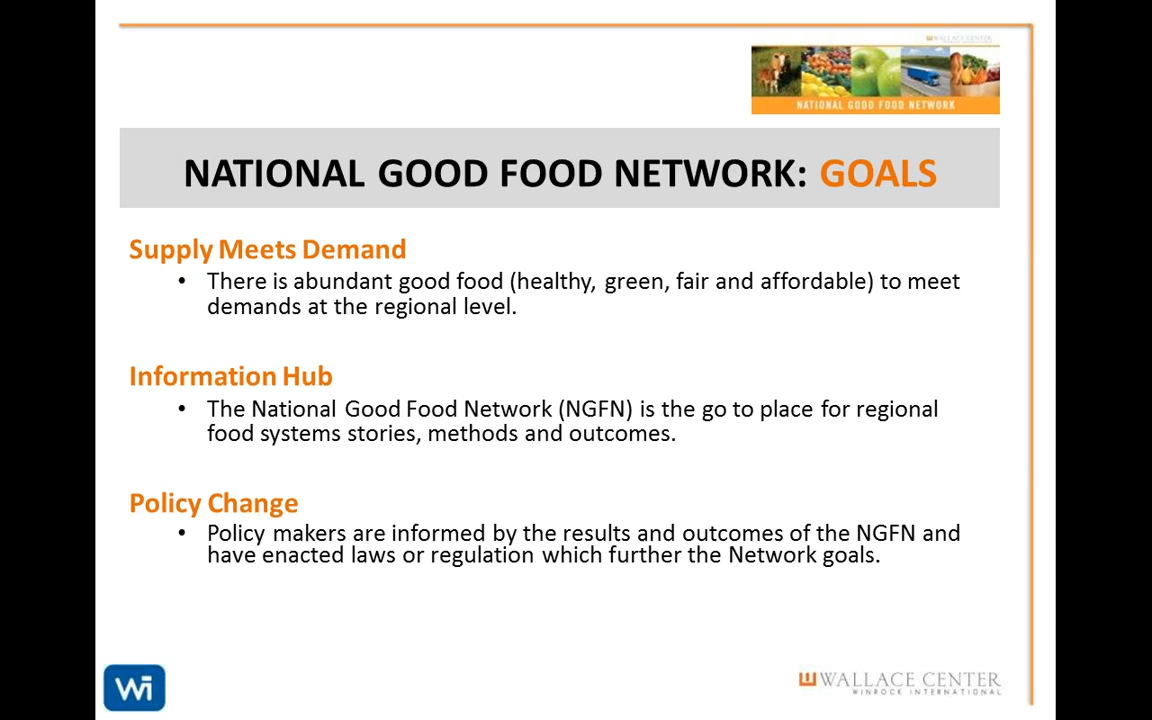 WALLACE CENTER
NATIONAL GOOD FOOD NETWORK
NATIONAL GOOD FOOD NETWORK: GOALS
Supply Meets Demand
• There is abundant good food (healthy, green, fair and affordable) to meet
demands at the regional level.
Information Hub
• The National Good Food Network (NGFN) is the go to place for regional
food systems stories, methods and outcomes.
Policy Change
• Policy makers are informed by the results and outcomes of the NGFN and
have enacted laws or regulation which further the Network goals.
Wi
WALLACE CENTER
WINROCK INTERNATIONAL